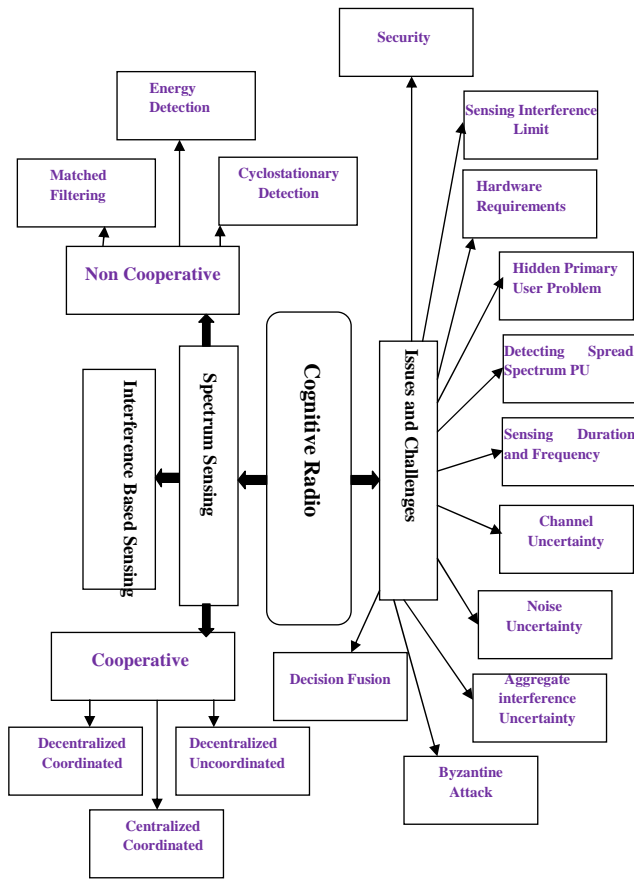 Security
Energy
Detection
Sensing Interference
Limit
Matched
Filtering
Cyclostationary
Detection
Hardware
Requirements
Non Cooperative
Hidden Primary
User Problem
Interference Based Sensing
Spectrum Sensing
Cognitive Radio
Issues and Challenges
Detecting Spread
Spectrum PU
Sensing Duration
and Frequency
Channel
Uncertainty
Noise
Uncertainty
Cooperative
Decision Fusion
Aggregate
interference
Uncertainty
Decentralized
Coordinated
Decentralized
Uncoordinated
Byzantine
Attack
Centralized
Coordinated